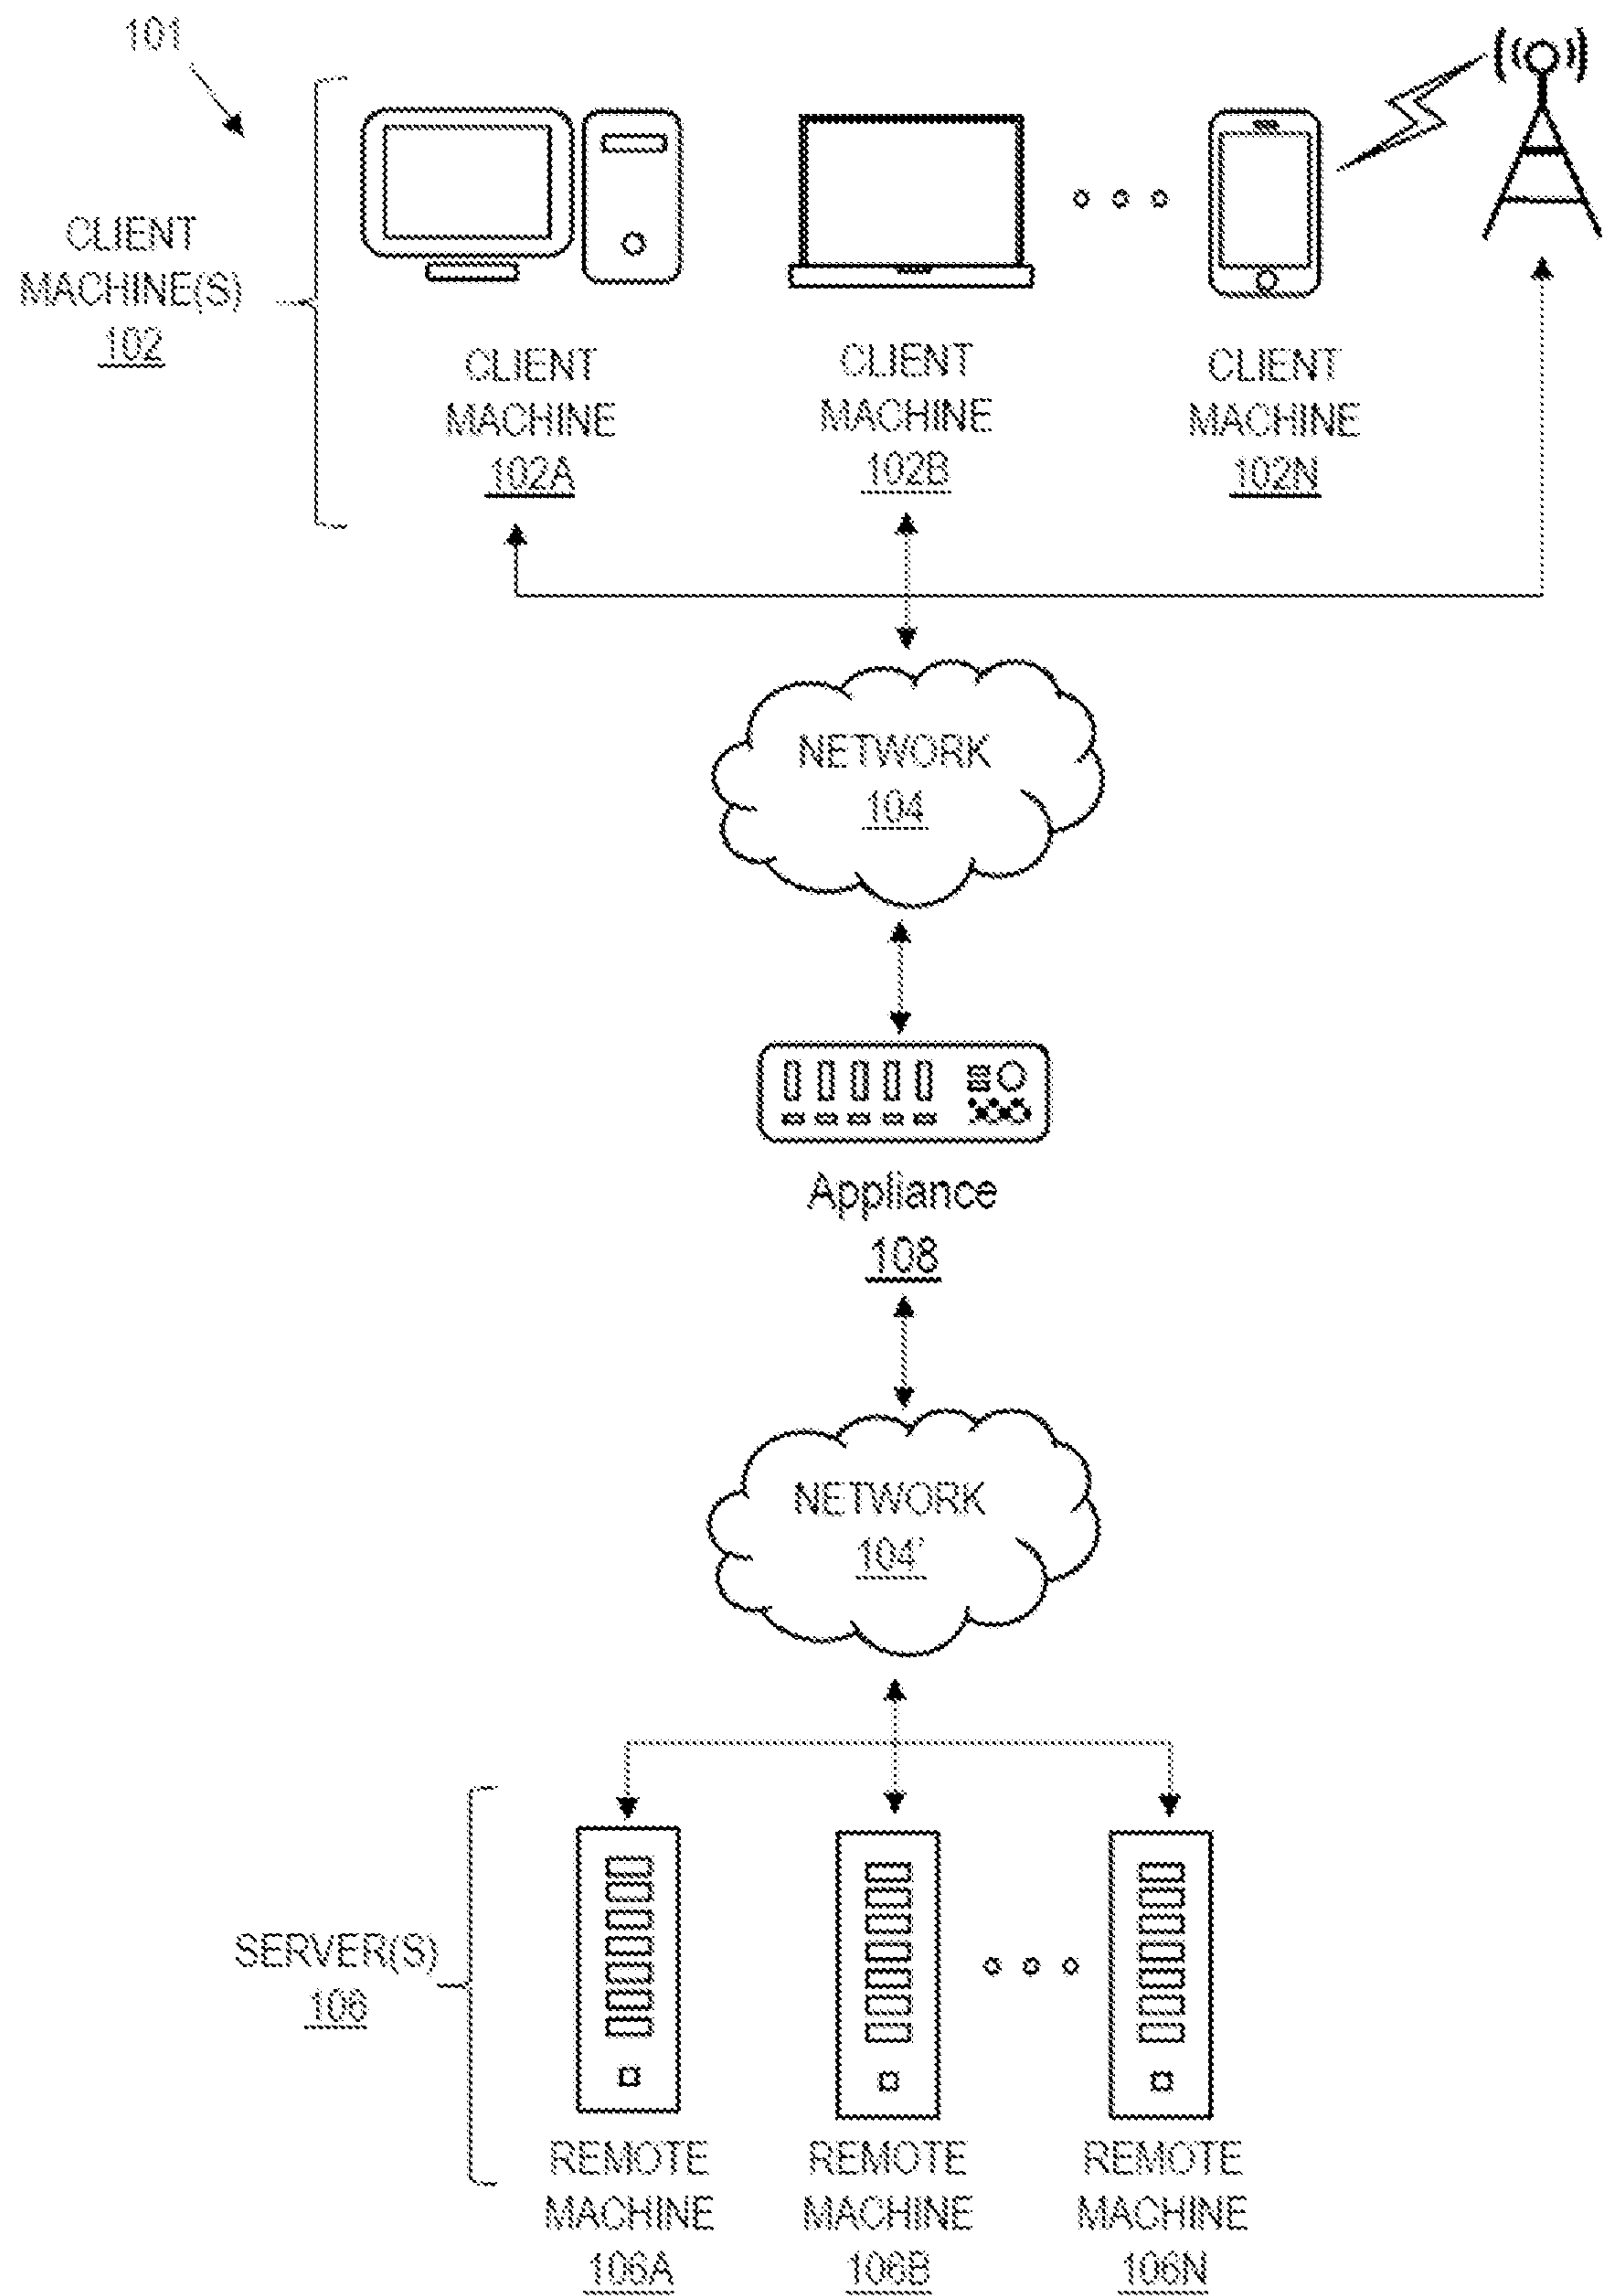 101
CLIENT
MACHINE(S)
102
CLIENT
MACHINE
102A
CLIENT
MACHINE
102B
CLIENT
MACHINE
102N
NETWORK
104
Appliance
108
NETWORK
104'
SERVER(S)
106
REMOTE
MACHINE
106A
REMOTE
MACHINE
106B
REMOTE
MACHINE
106N